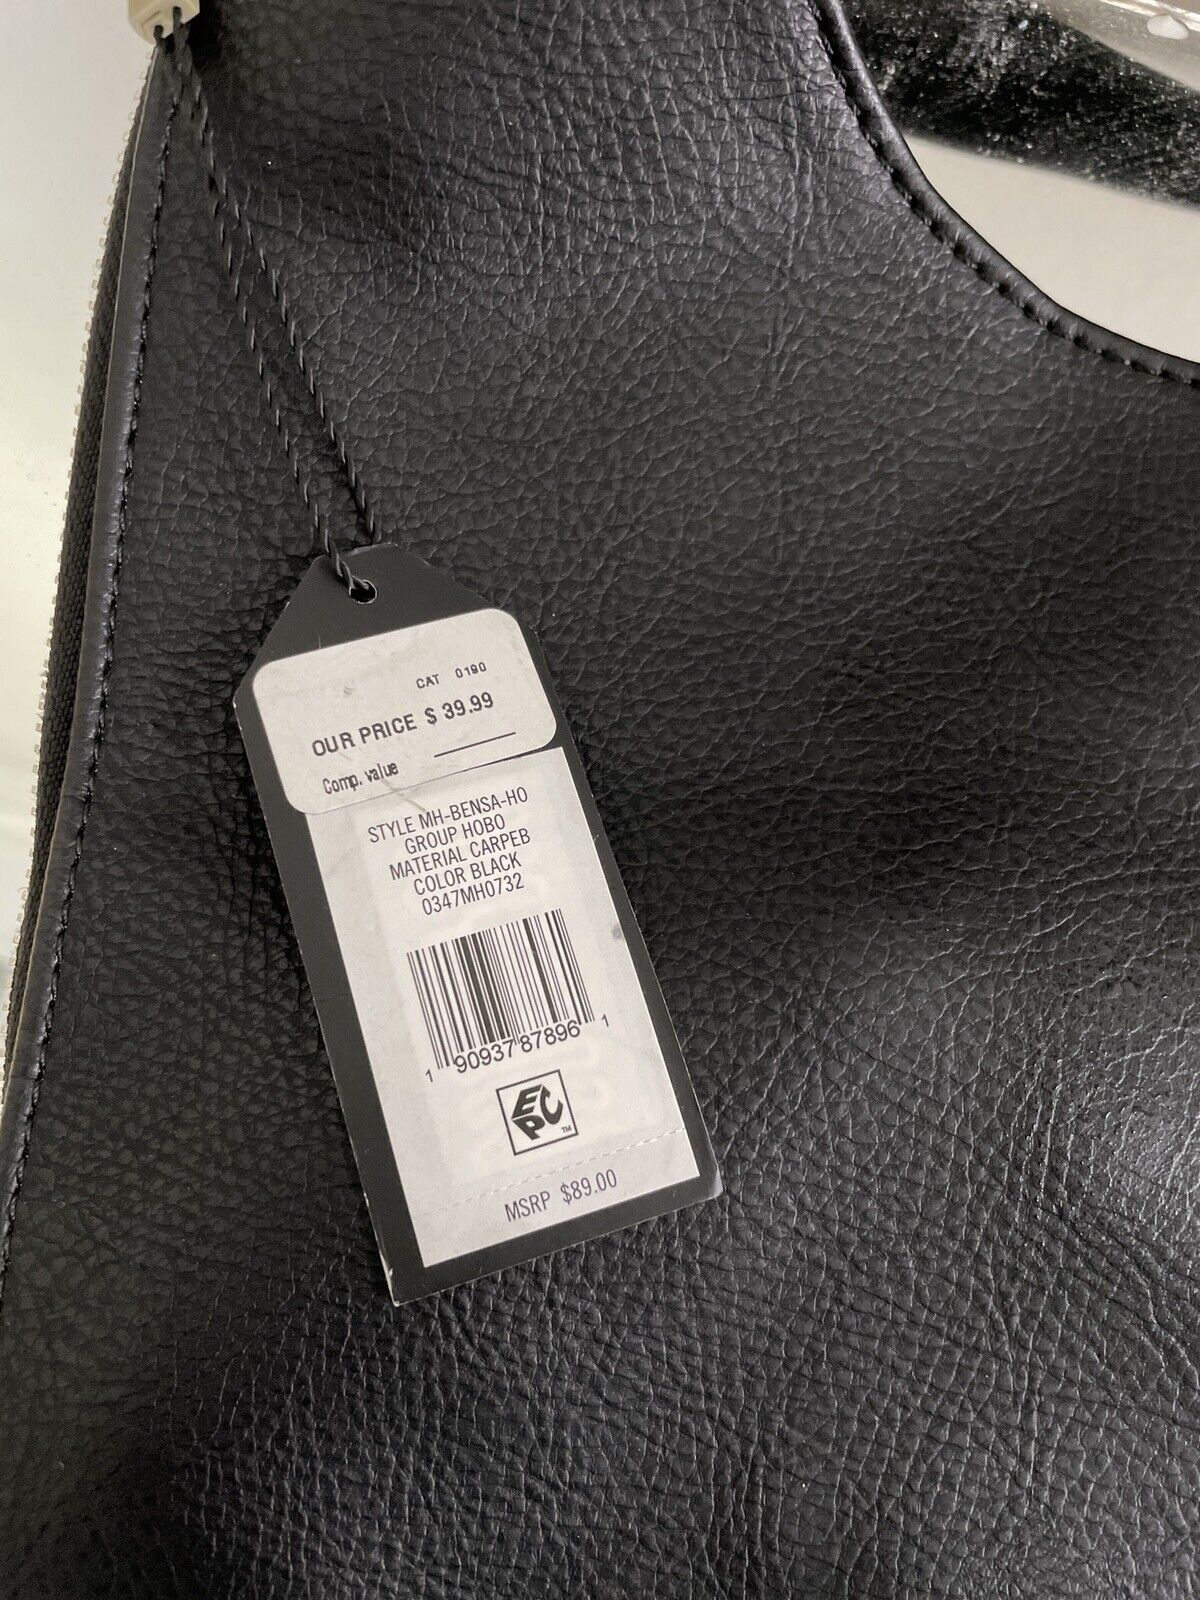 CAT 0190
OUR PRICE $ 39.99
Comp. value
STYLE MH-BENSA-HO
GROUP HOBO
MATERIAL CARPEB
COLOR BLACK
0347MH0732
1 90937 87896 1
EPC
TM
MSRP $89.00